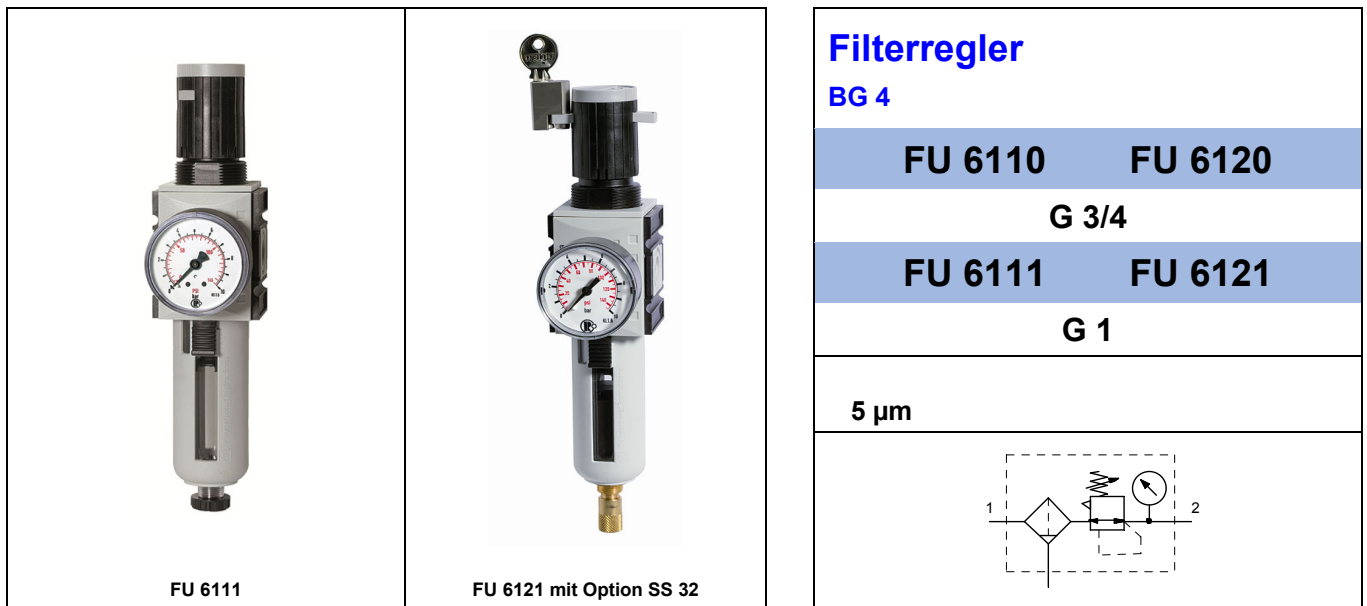 FU 6111
FU 6121 mit Option SS 32
Filterregler
BG 4
FU 6110 FU 6120
G 3/4
FU 6111 FU 6121
G 1
5 µm
1
2